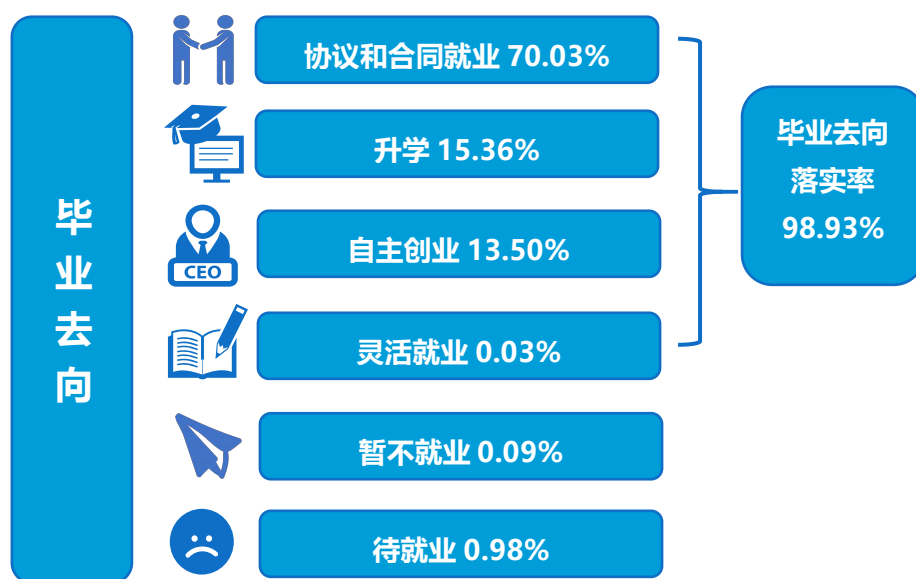 毕业去向
协议和合同就业 70.03%
升学 15.36%
CEO
自主创业 13.50%
灵活就业 0.03%
暂不就业 0.09%
待就业 0.98%
毕业去向
落实率
98.93%